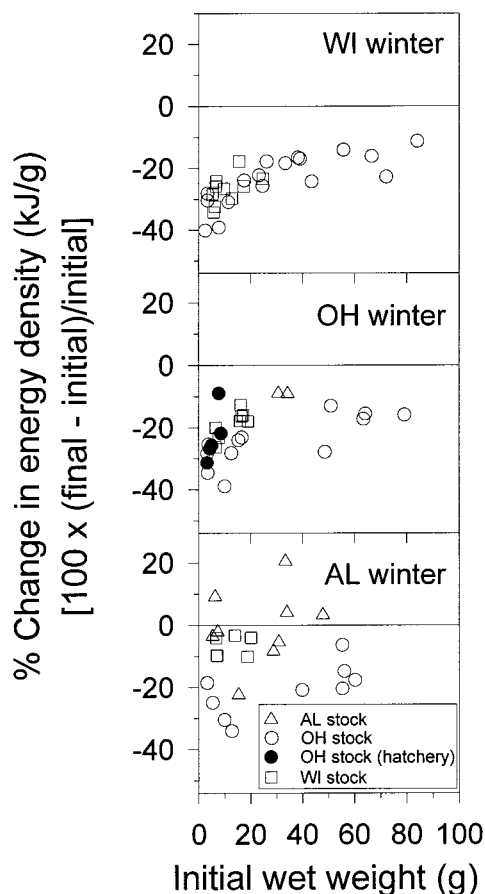 % Change in energy density (kJ/g)
[100 x (final - initial)/initial]
WI winter
20
0
-20
-40
OH winter
20
0
-20
-40
AL winter
20
0
-20
-40
AL stock
OH stock
OH stock (hatchery)
WI stock
0 20 40 60 80 100
Initial wet weight (g)